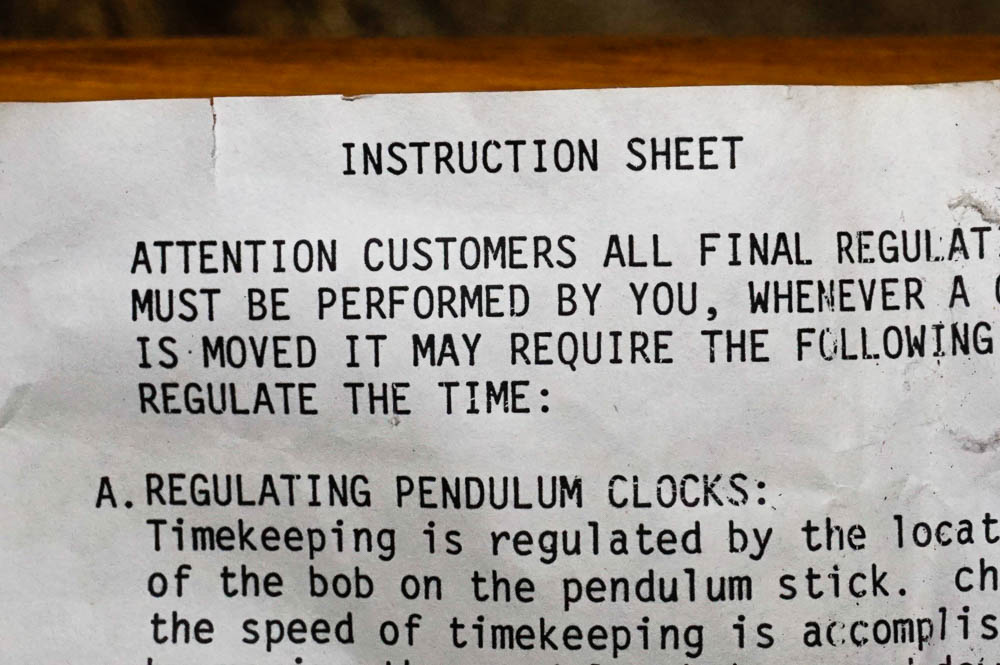 INSTRUCTION SHEET
ATTENTION CUSTOMERS ALL FINAL
MUST BE PERFORMED BY YOU, WHENEVER A
IS MOVED IT MAY REQUIRE THE FOLLOWING
REGULATE THE TIME:
A. REGULATING PENDULUM CLOCKS:
Timekeeping is regulated by the
of the bob on the pendulum stick.
the speed of timekeeping is